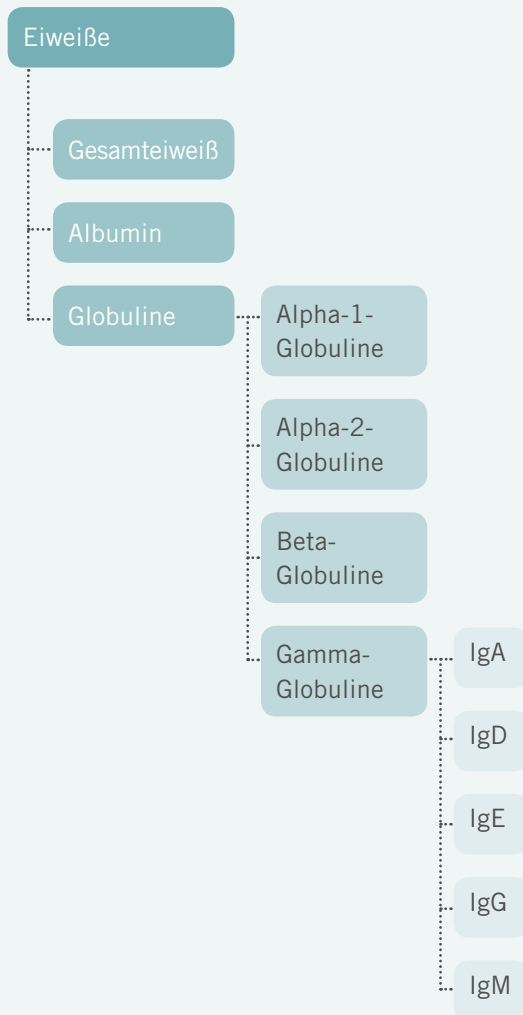 Eiweiße
Gesamteiweiß
Albumin
Globuline
Alpha-1-
Globuline
Alpha-2-
Globuline
Beta-
Globuline
Gamma-
Globuline
IgA
IgD
IgE
IgG
IgM